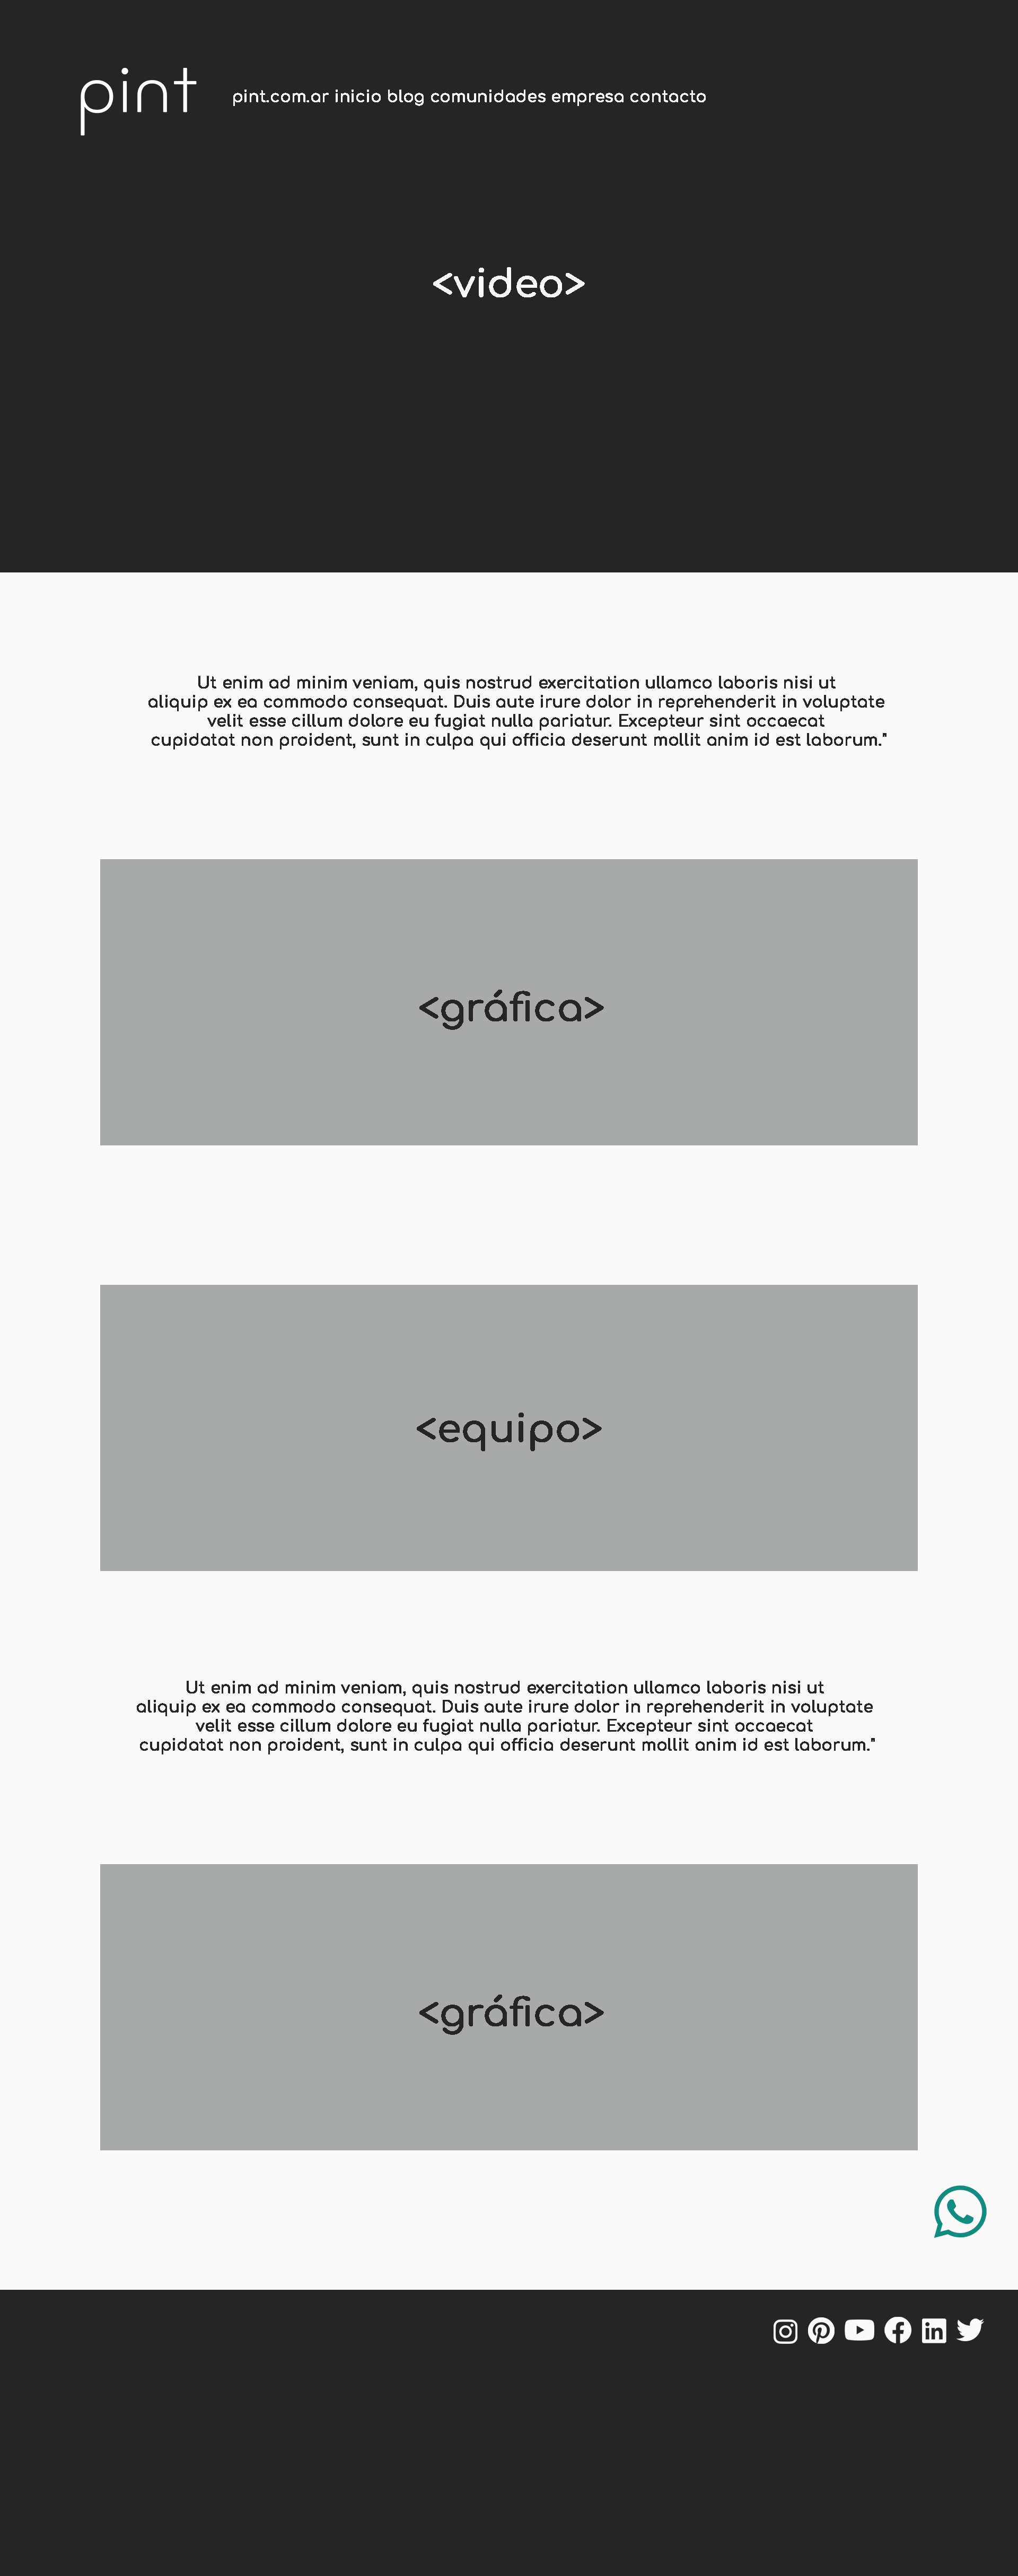 pint
pint.com.ar inicio blog comunidades empresa contacto
<video>
Ut enim ad minim veniam, quis nostrud exercitation ullamco laboris nisi ut
aliquip ex ea commodo consequat. Duis aute irure dolor in reprehenderit in voluptate
velit esse cillum dolore eu fugiat nulla pariatur. Excepteur sint occaecat
cupidatat non proident, sunt in culpa qui officia deserunt mollit anim id est laborum."
<gráfica>
<equipo>
Ut enim ad minim veniam, quis nostrud exercitation ullamco laboris nisi ut
aliquip ex ea commodo consequat. Duis aute irure dolor in reprehenderit in voluptate
velit esse cillum dolore eu fugiat nulla pariatur. Excepteur sint occaecat
cupidatat non proident, sunt in culpa qui officia deserunt mollit anim id est laborum."
<gráfica>